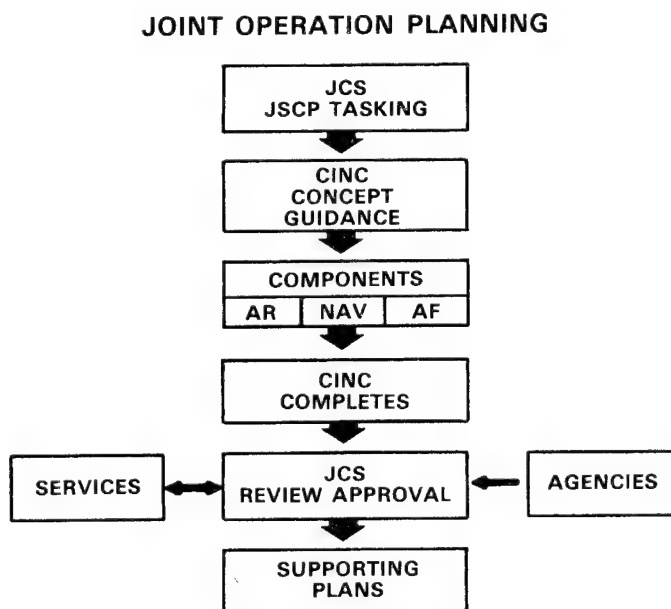 JOINT OPERATION PLANNING
JCS
JSCP TASKING
CINC
CONCEPT
GUIDANCE
COMPONENTS
AR NAV AF
CINC
COMPLETES
SERVICES
JCS
REVIEW APPROVAL
AGENCIES
SUPPORTING
PLANS